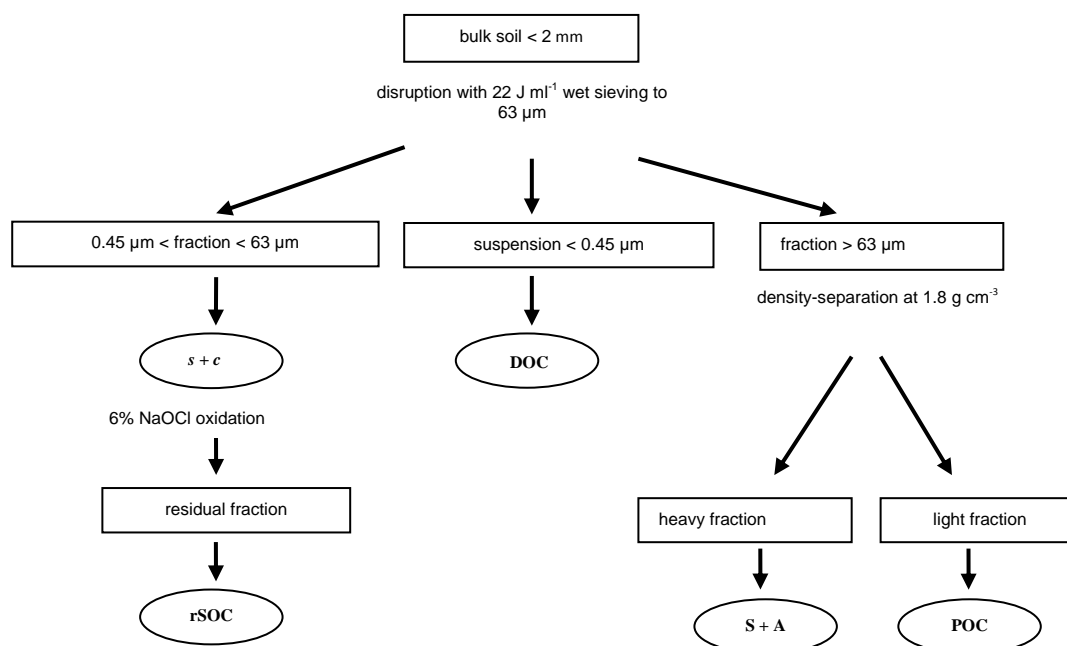 bulk soil < 2 mm
disruption with 22 J ml⁻¹ wet sieving to
63 µm
0.45 µm < fraction < 63 µm
suspension < 0.45 µm
fraction > 63 µm
density-separation at 1.8 g cm⁻³
s + c
DOC
6% NaOCl oxidation
residual fraction
heavy fraction
light fraction
rSOC
S + A
POC